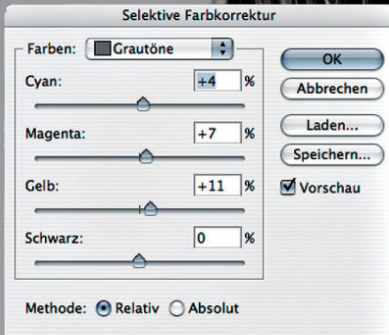 Selektive Farbkorrektur
Farben: Grautöne
OK
Cyan: +4 %
Abbrechen
Magenta: +7 %
Laden...
Speichern...
Gelb: +11 %
Vorschau
Schwarz: 0 %
Methode: Relativ Absolut